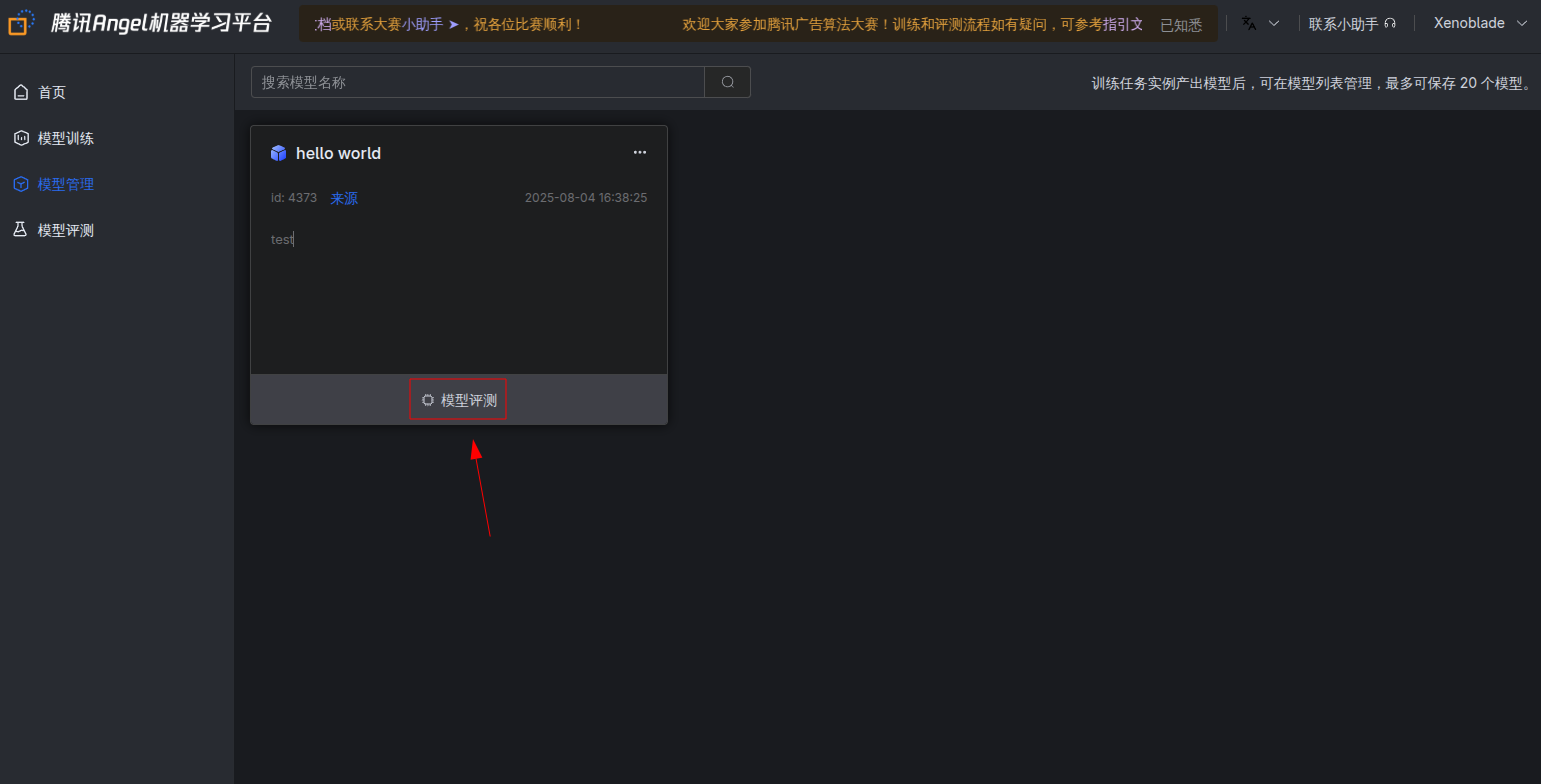 腾讯Angel机器学习平台
档或联系大赛小助手 ➤，祝各位比赛顺利！
欢迎大家参加腾讯广告算法大赛！训练和评测流程如有疑问，可参考指引文
已知悉
联系小助手
Xenoblade
首页
模型训练
模型管理
模型评测
搜索模型名称
训练任务实例产出模型后，可在模型列表管理，最多可保存 20 个模型。
hello world
id: 4373 来源 2025-08-04 16:38:25
test
模型评测